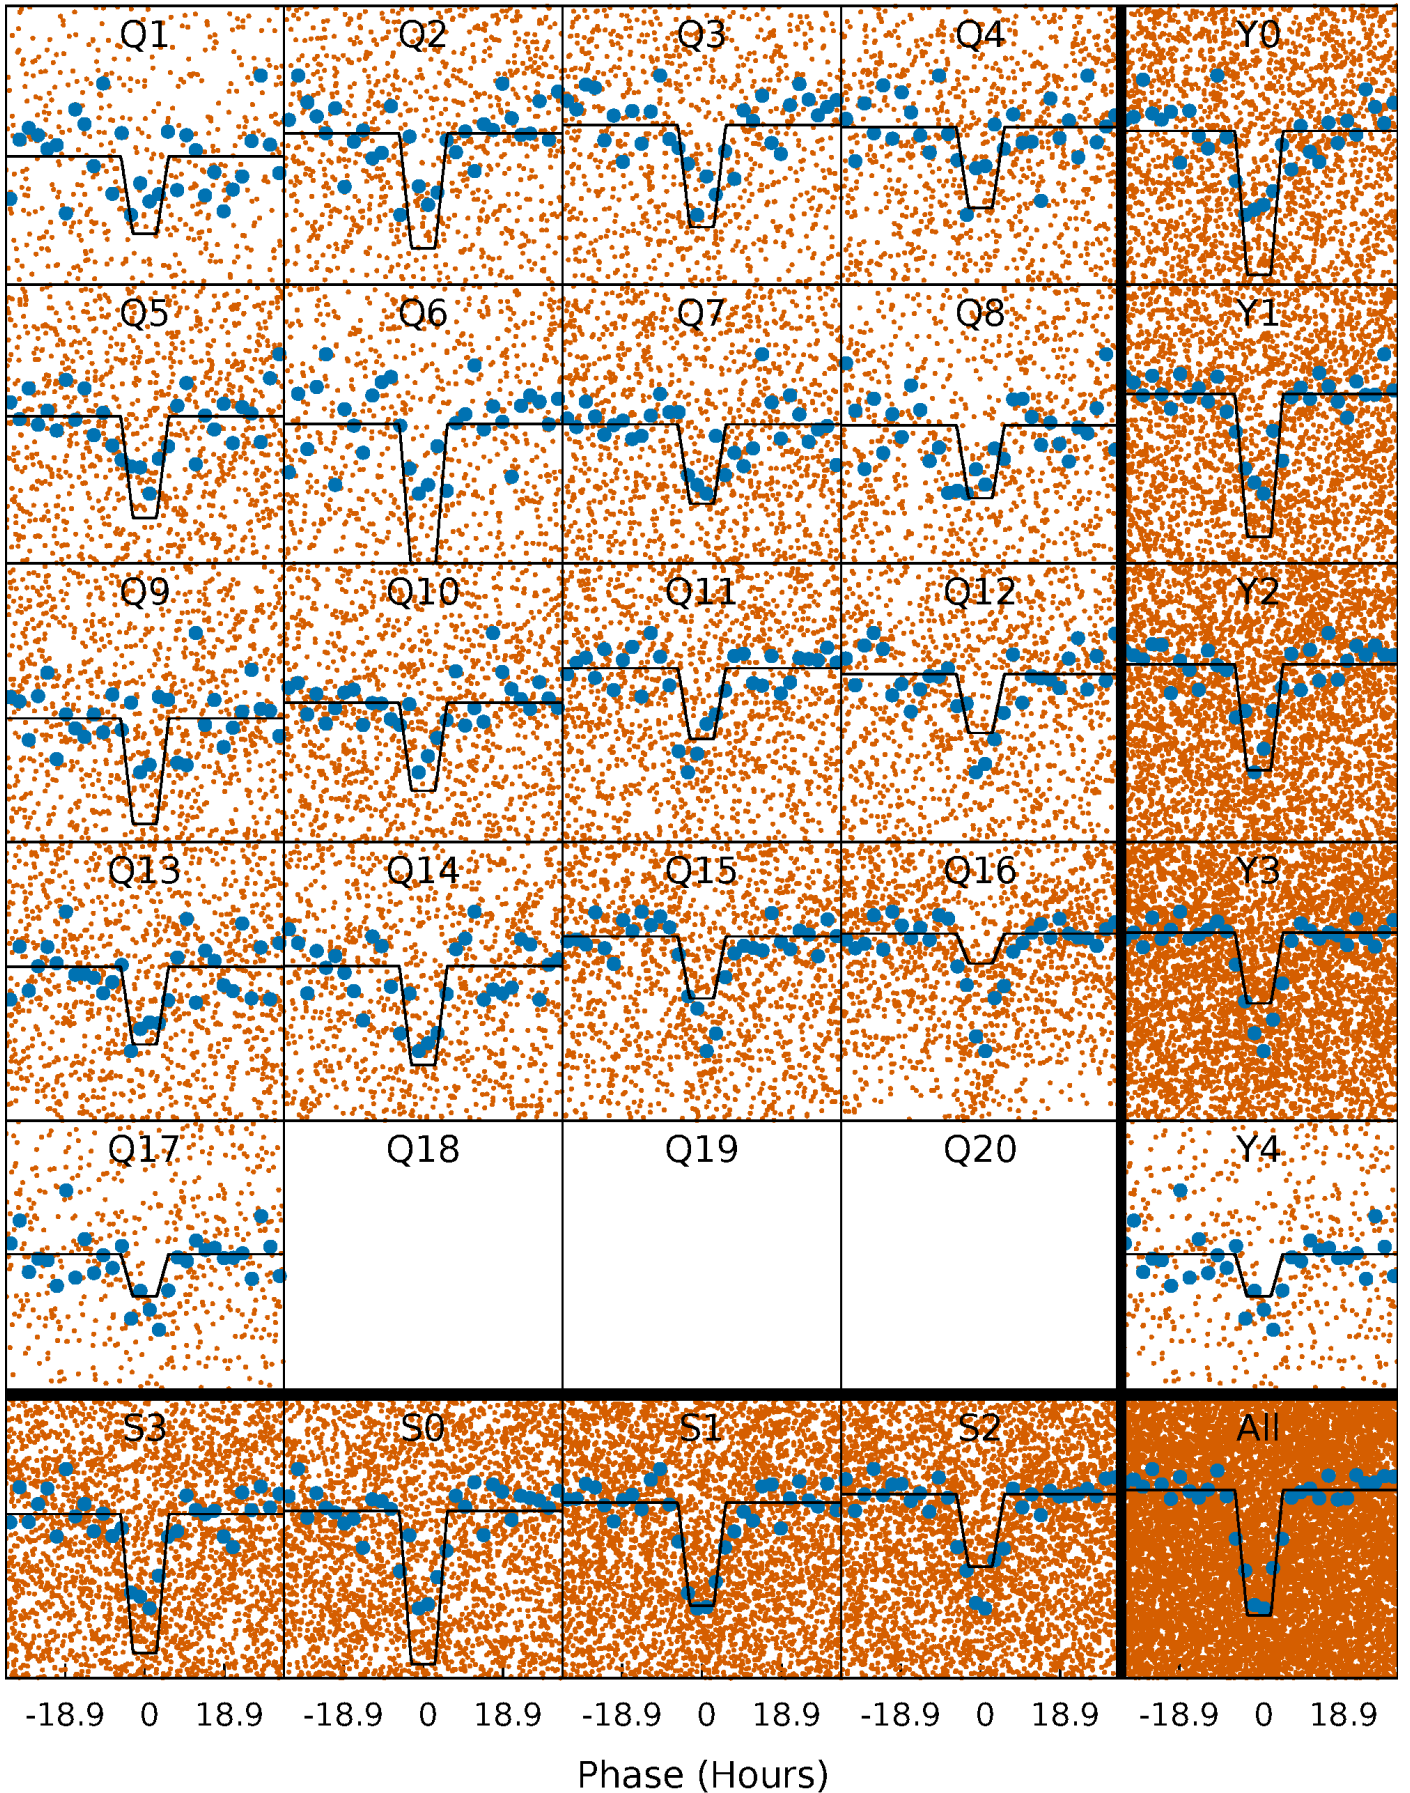 Q1 Q2 Q3 Q4 Y0
Q5 Q6 Q7 Q8 Y1
Q9 Q10 Q11 Q12 Y2
Q13 Q14 Q15 Q16 Y3
Q17 Q18 Q19 Q20 Y4
S3 S0 S1 S2 All
-18.9 0 18.9 -18.9 0 18.9 -18.9 0 18.9 -18.9 0 18.9 -18.9 0 18.9
Phase (Hours)